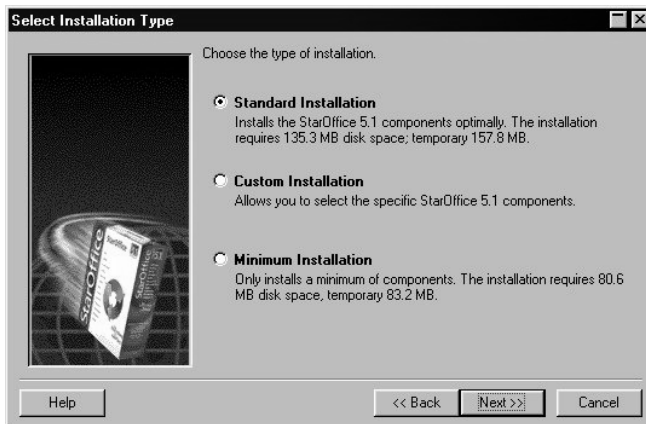 Select Installation Type
Choose the type of installation.
Standard Installation
Installs the StarOffice 5.1 components optimally. The installation
requires 135.3 MB disk space; temporary 157.8 MB.
Custom Installation
Allows you to select the specific StarOffice 5.1 components.
Minimum Installation
Only installs a minimum of components. The installation requires 80.6
MB disk space, temporary 83.2 MB.
StarOffice
StarOffice
Help
<< Back
Next >>
Cancel